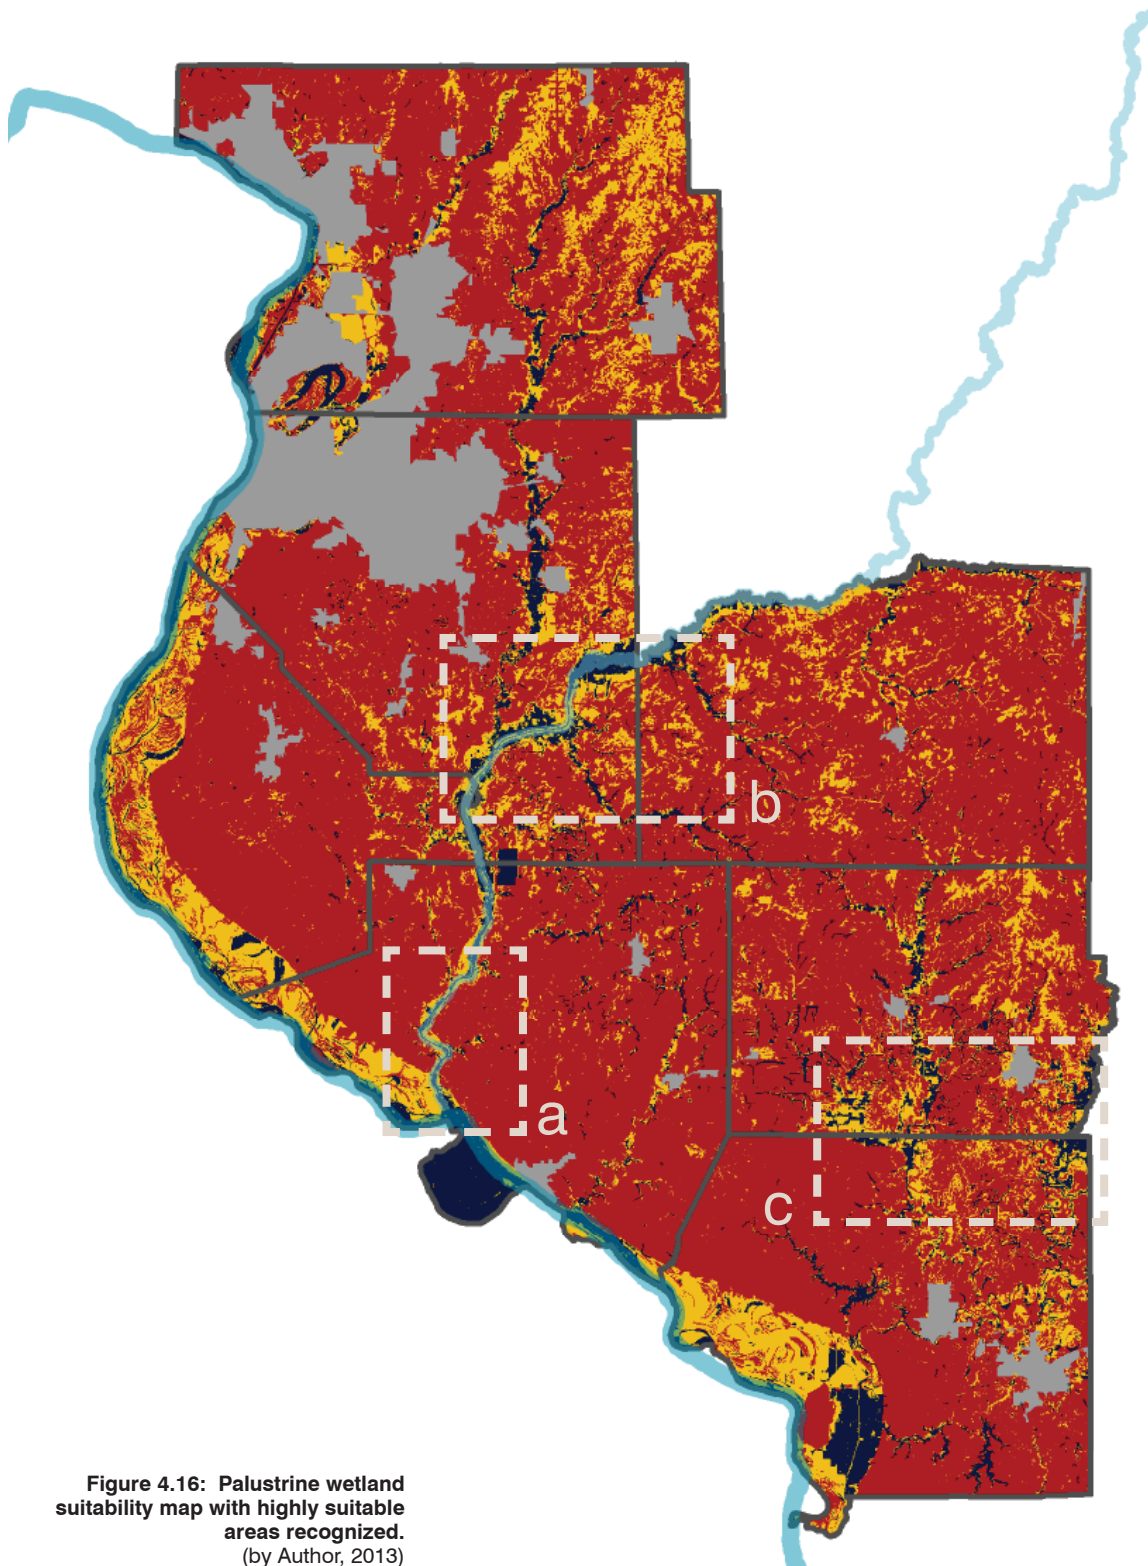 b
a
c
Figure 4.16: Palustrine wetland
suitability map with highly suitable
areas recognized.
(by Author, 2013)